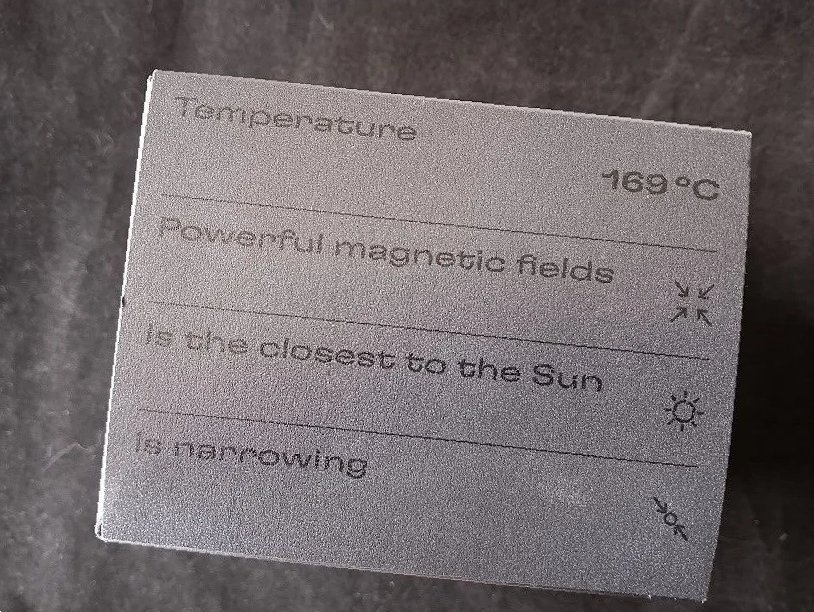 Temperature
169°C
Powerful magnetic fields
is the closest to the Sun
is narrowing